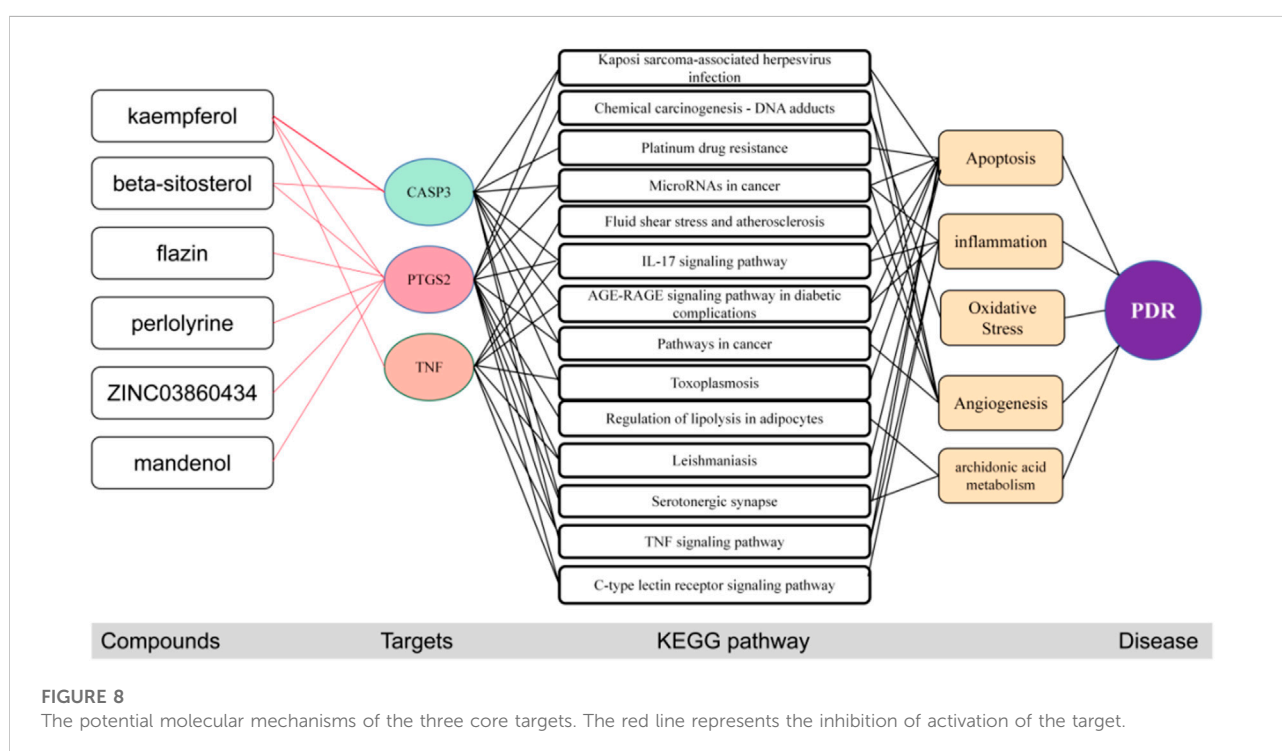 kaempferol
beta-sitosterol
flazin
perlolyrine
ZINC03860434
mandenol
CASP3
PTGS2
TNF
Kaposi sarcoma-associated herpesvirus
infection
Chemical carcinogenesis - DNA adducts
Platinum drug resistance
MicroRNAs in cancer
Fluid shear stress and atherosclerosis
IL-17 signaling pathway
AGE-RAGE signaling pathway in diabetic
complications
Pathways in cancer
Toxoplasmosis
Regulation of lipolysis in adipocytes
Leishmaniasis
Serotonergic synapse
TNF signaling pathway
C-type lectin receptor signaling pathway
Apoptosis
inflammation
Oxidative
Stress
Angiogenesis
archidonic acid
metabolism
PDR
Compounds
Targets
KEGG pathway
Disease
FIGURE 8
The potential molecular mechanisms of the three core targets. The red line represents the inhibition of activation of the target.